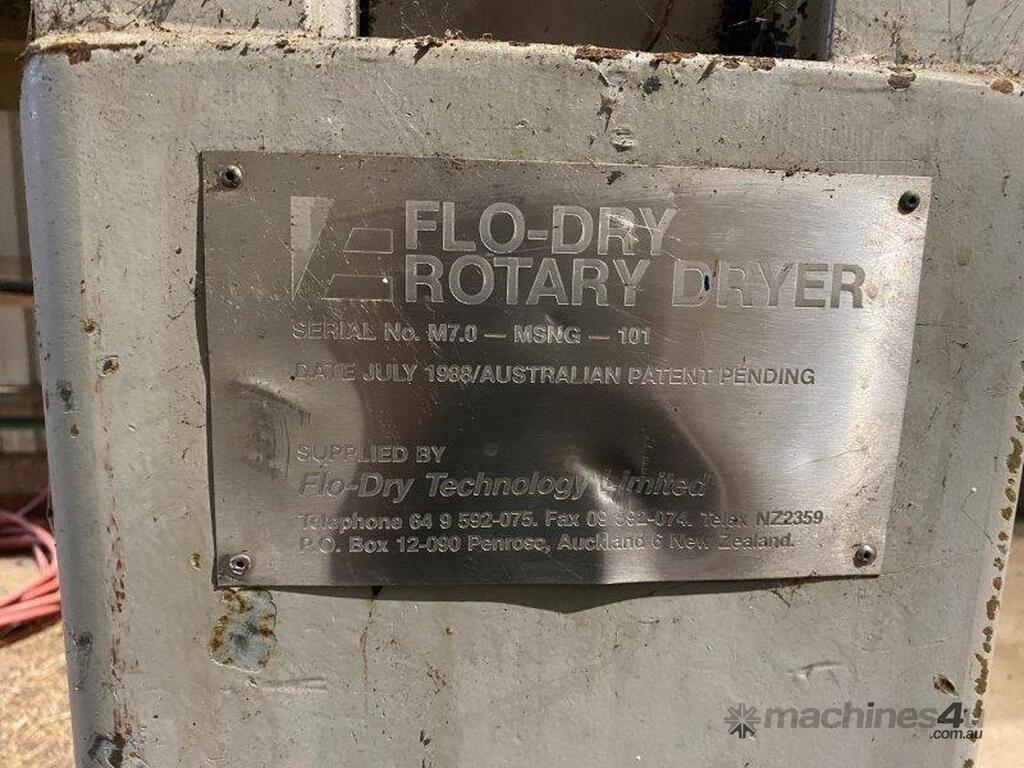 FLO-DRY
ROTARY DRYER
SERIAL No. M7.0 — MSNG — 101
DATE JULY 1988/AUSTRALIAN PATENT PENDING
SUPPLIED BY
Flo-Dry Technology Limited
Telephone 64 9 592-075. Fax 09 592-074. Telex NZ2359
P.O. Box 12-090 Penrose, Auckland 6 New Zealand.
machines4u
.com.au